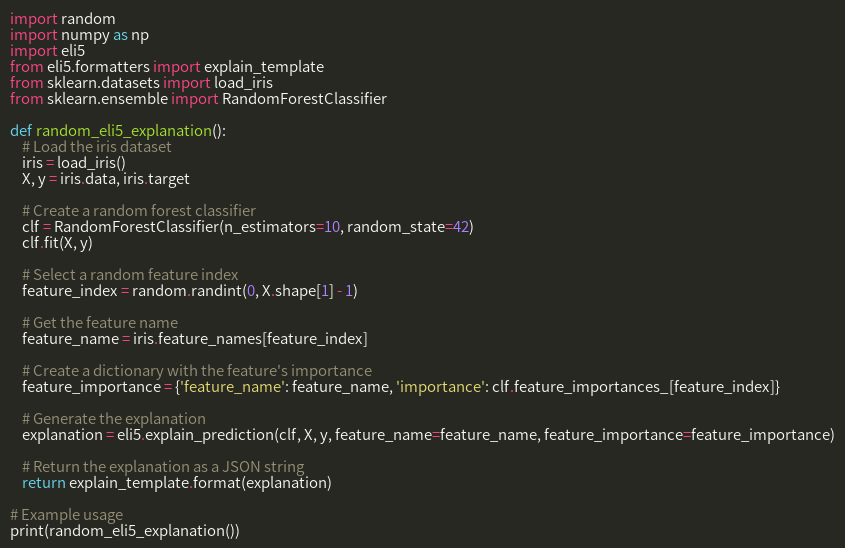 import random
import numpy as np
import eli5
from eli5.formatters import explain_template
from sklearn.datasets import load_iris
from sklearn.ensemble import RandomForestClassifier

def random_eli5_explanation():
    # Load the iris dataset
    iris = load_iris()
    X, y = iris.data, iris.target

    # Create a random forest classifier
    clf = RandomForestClassifier(n_estimators=10, random_state=42)
    clf.fit(X, y)

    # Select a random feature index
    feature_index = random.randint(0, X.shape[1] - 1)

    # Get the feature name
    feature_name = iris.feature_names[feature_index]

    # Create a dictionary with the feature's importance
    feature_importance = {'feature_name': feature_name, 'importance': clf.feature_importances_[feature_index]}

    # Generate the explanation
    explanation = eli5.explain_prediction(clf, X, y, feature_name=feature_name, feature_importance=feature_importance)

    # Return the explanation as a JSON string
    return explain_template.format(explanation)

# Example usage
print(random_eli5_explanation())